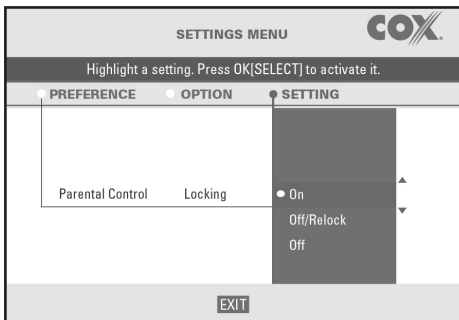 SETTINGS MENU
COX
Highlight a setting. Press OK[SELECT] to activate it.
PREFERENCE OPTION SETTING
Parental Control Locking On
Off/Relock
Off
EXIT